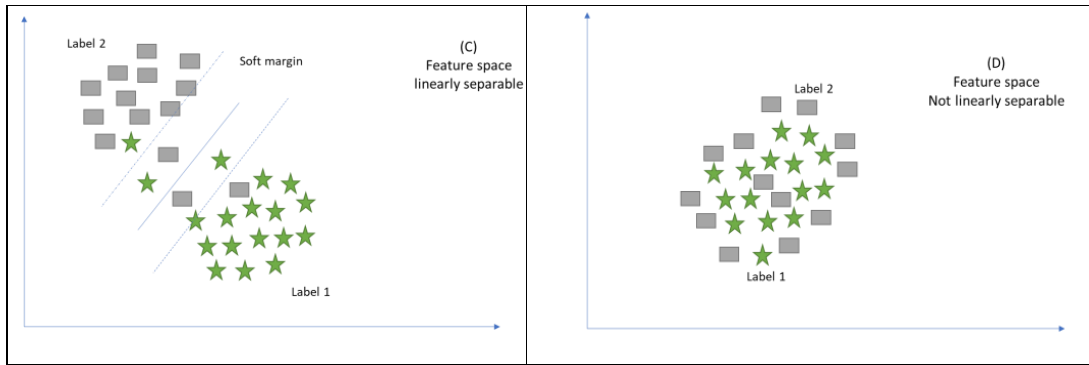 Label 2
Soft margin
(C)
Feature space
linearly separable
Label 1
(D)
Feature space
Not linearly separable
Label 2
Label 1